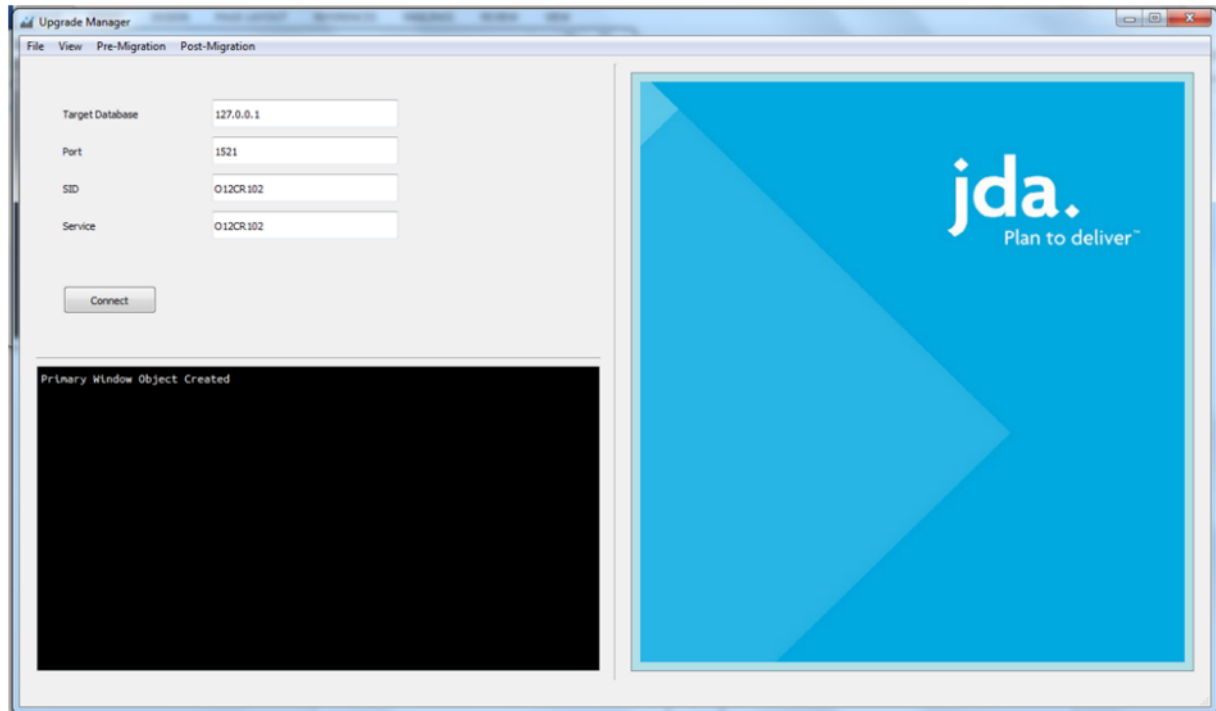 Upgrade Manager
File View Pre-Migration Post-Migration
Target Database 127.0.0.1
Port 1521
SID O12CR102
Service O12CR102
Connect
Primary Window Object Created
jda.
Plan to deliver™